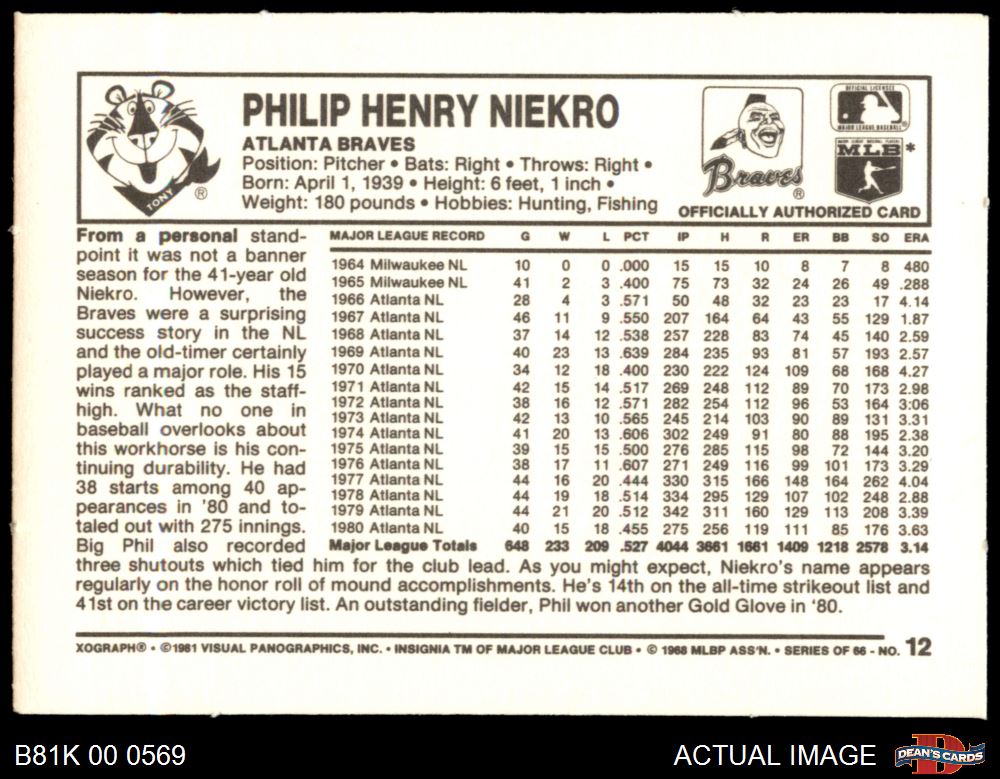 TONY
®
PHILIP HENRY NIEKRO
ATLANTA BRAVES
Position: Pitcher • Bats: Right • Throws: Right •
Born: April 1, 1939 • Height: 6 feet, 1 inch •
Weight: 180 pounds • Hobbies: Hunting, Fishing
Braves
®
OFFICIAL LICENSEE
MAJOR LEAGUE BASEBALL
MLB*
OFFICIALLY AUTHORIZED CARD
From a personal stand-
point it was not a banner
season for the 41-year old
Niekro. However, the
Braves were a surprising
success story in the NL
and the old-timer certainly
played a major role. His 15
wins ranked as the staff-
high. What no one in
baseball overlooks about
this workhorse is his con-
tinuing durability. He had
38 starts among 40 ap-
pearances in '80 and to-
taled out with 275 innings.
Big Phil also recorded
MAJOR LEAGUE RECORD G W L PCT IP H R ER BB SO ERA
1964 Milwaukee NL 10 0 0 .000 15 15 10 8 7 8 480
1965 Milwaukee NL 41 2 3 .400 75 73 32 24 26 49 .288
1966 Atlanta NL 28 4 3 .571 50 48 32 23 23 17 4.14
1967 Atlanta NL 46 11 9 .550 207 164 64 43 55 129 1.87
1968 Atlanta NL 37 14 12 .538 257 228 83 74 45 140 2.59
1969 Atlanta NL 40 23 13 .639 284 235 93 81 57 193 2.57
1970 Atlanta NL 34 12 18 .400 230 222 124 109 68 168 4.27
1971 Atlanta NL 42 15 14 .517 269 248 112 89 70 173 2.98
1972 Atlanta NL 38 16 12 .571 282 254 112 96 53 164 3:06
1973 Atlanta NL 42 13 10 .565 245 214 103 90 89 131 3.31
1974 Atlanta NL 41 20 13 .606 302 249 91 80 88 195 2.38
1975 Atlanta NL 39 15 15 .500 276 285 115 98 72 144 3.20
1976 Atlanta NL 38 17 11 .607 271 249 116 99 101 173 3.29
1977 Atlanta NL 44 16 20 .444 330 315 166 148 164 262 4.04
1978 Atlanta NL 44 19 18 .514 334 295 129 107 102 248 2.88
1979 Atlanta NL 44 21 20 .512 342 311 160 129 113 208 3.39
1980 Atlanta NL 40 15 18 .455 275 256 119 111 85 176 3.63
Major League Totals 648 233 209 .527 4044 3661 1661 1409 1218 2578 3.14
three shutouts which tied him for the club lead. As you might expect, Niekro's name appears
regularly on the honor roll of mound accomplishments. He's 14th on the all-time strikeout list and
41st on the career victory list. An outstanding fielder, Phil won another Gold Glove in '80.
XOGRAPH® • ©1981 VISUAL PANOGRAPHICS, INC. • INSIGNIA TM OF MAJOR LEAGUE CLUB • © 1968 MLBP ASS'N. • SERIES OF 66 - NO. 12
B81K 00 0569
ACTUAL IMAGE
DEAN'S CARDS